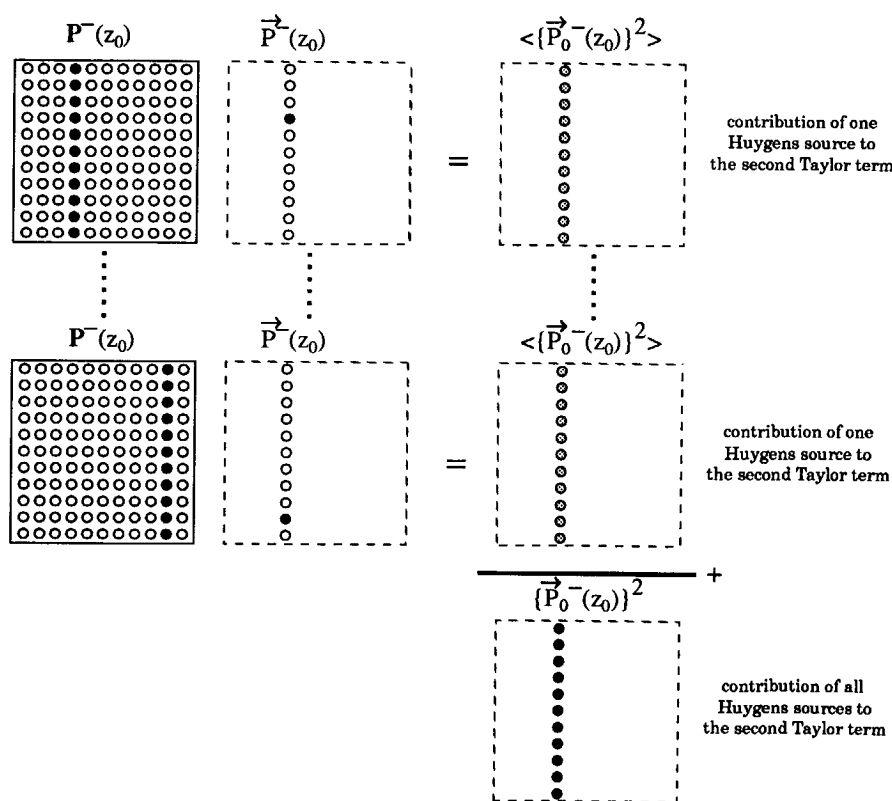 P⁻(z₀) P⃗⁻(z₀) <{P⃗₀⁻(z₀)}²>
=
contribution of one
Huygens source to
the second Taylor term
P⁻(z₀) P⃗⁻(z₀) <{P⃗₀⁻(z₀)}²>
=
contribution of one
Huygens source to
the second Taylor term
+
{P⃗₀⁻(z₀)}²
contribution of all
Huygens sources to
the second Taylor term